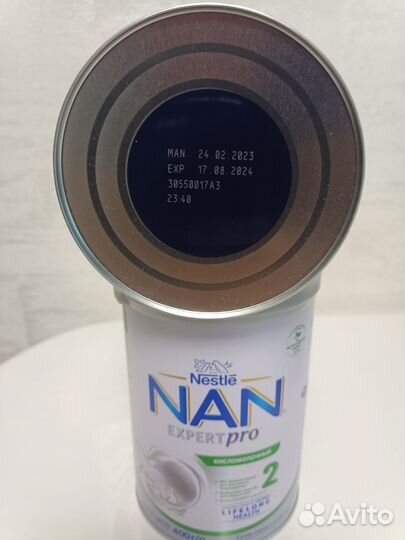 MAN 24.02.2023
EXP 17.08.2024
30550017A3
23:40
Nestlé
NAN
EXPERTpro
КИСЛОМОЛОЧНЫЙ
2
LIFELONG
HEALTH
Avito